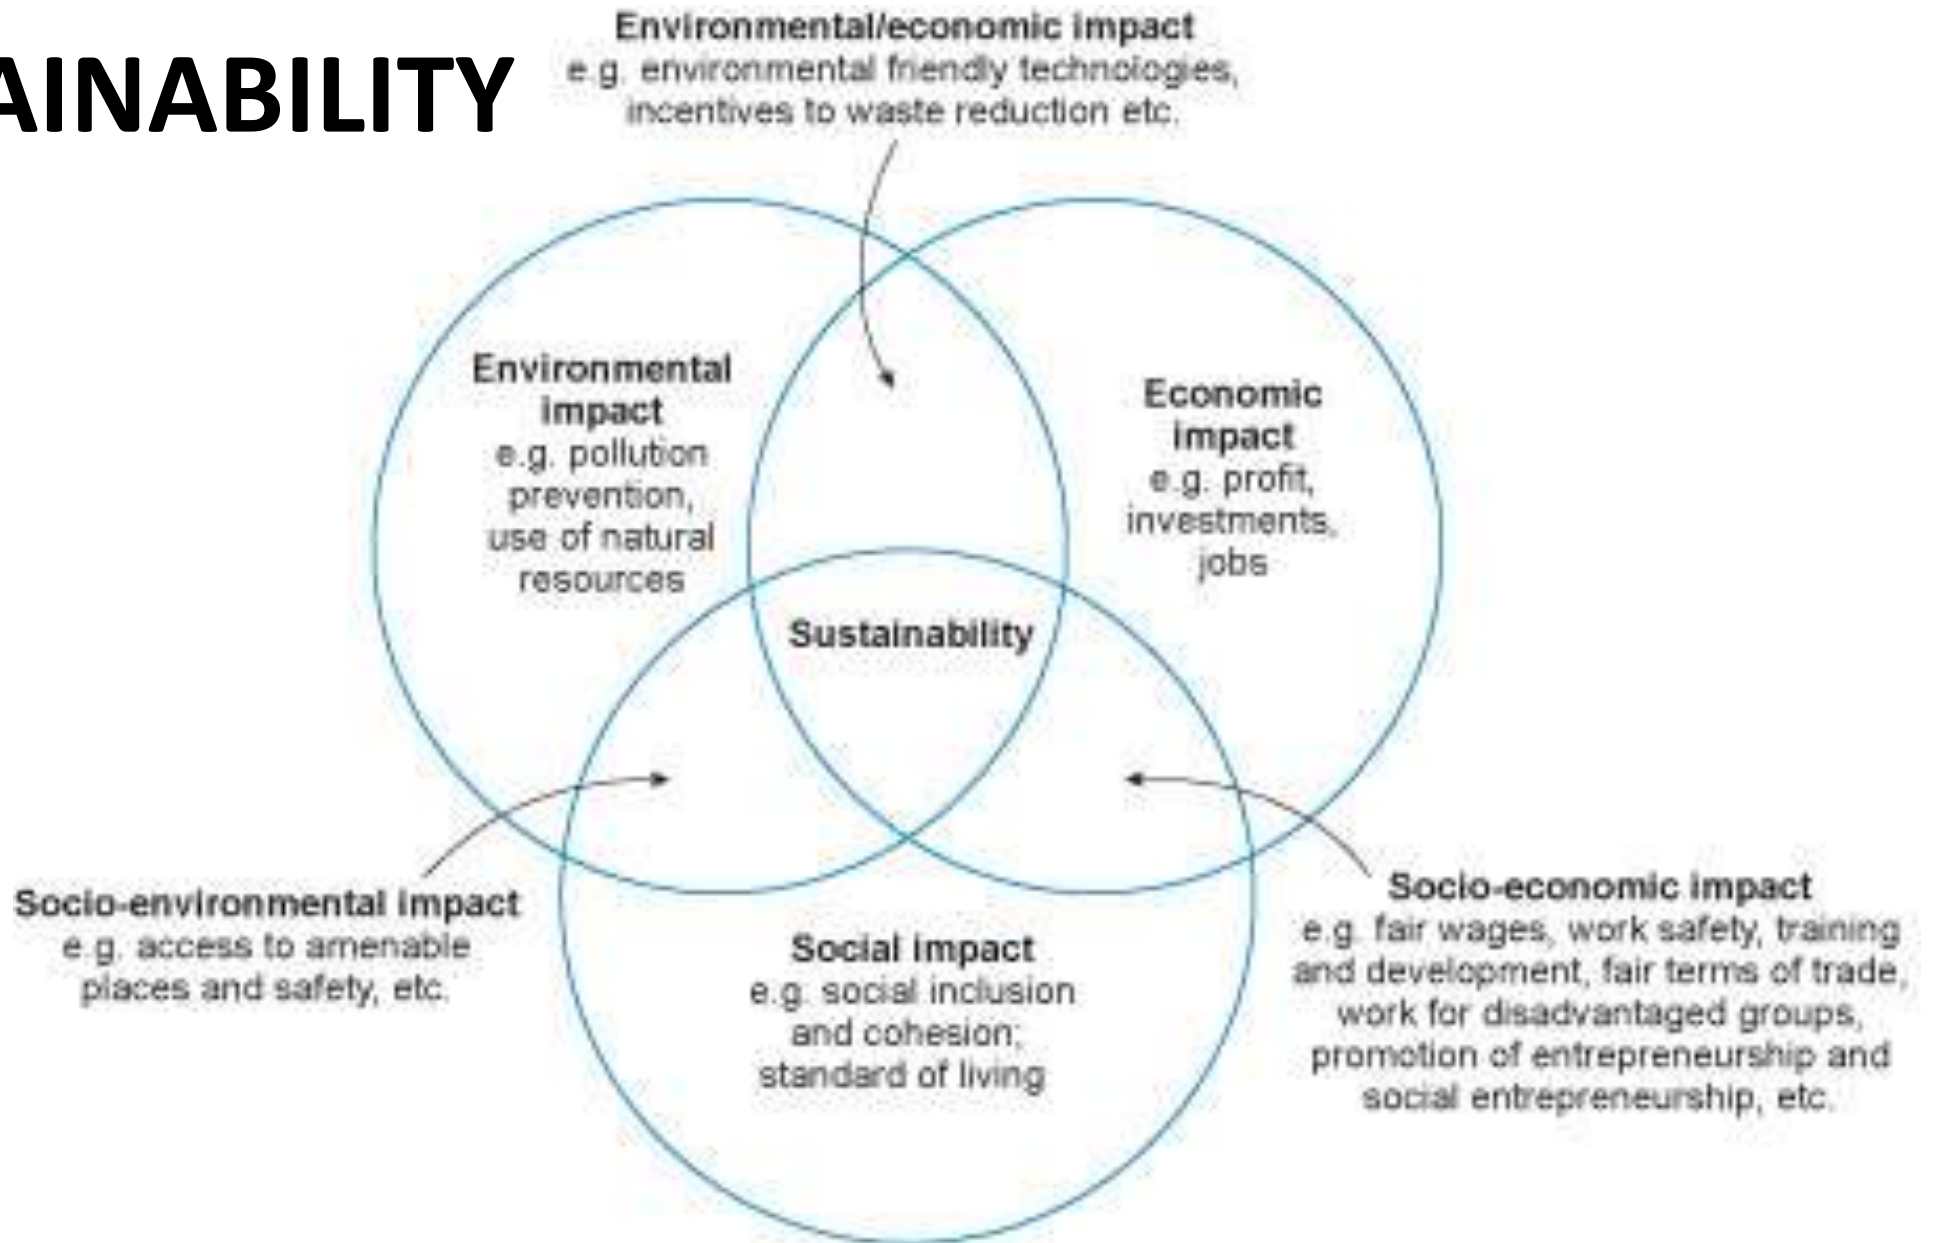 AINABILITY
Environmental/economic impact
e.g. environmental friendly technologies,
incentives to waste reduction etc.
Environmental
impact
e.g. pollution
prevention,
use of natural
resources
Economic
impact
e.g. profit,
investments,
jobs
Sustainability
Socio-environmental impact
e.g. access to amenable
places and safety, etc.
Social impact
e.g. social inclusion
and cohesion;
standard of living
Socio-economic impact
e.g. fair wages, work safety, training
and development, fair terms of trade,
work for disadvantaged groups,
promotion of entrepreneurship and
social entrepreneurship, etc.